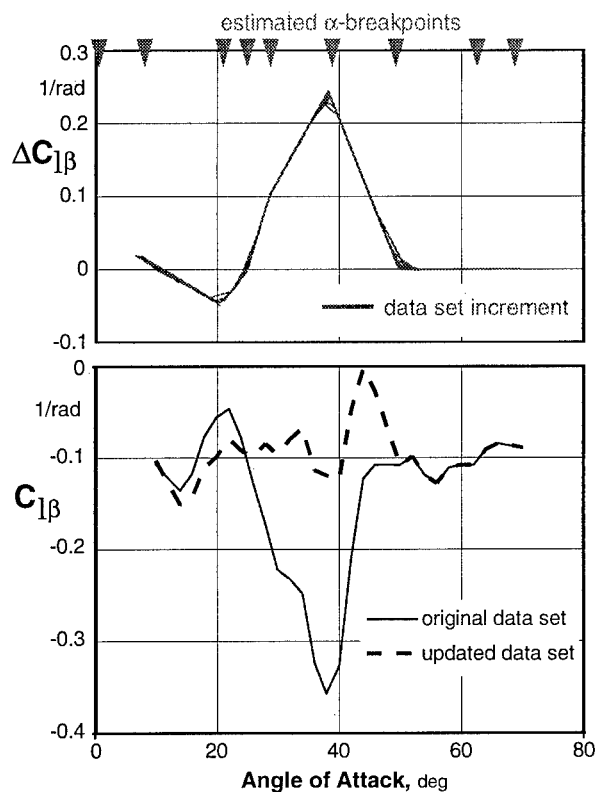 estimated α-breakpoints
0.3
1/rad
0.2
ΔC1β
0.1
0
data set increment
-0.1
0
1/rad
-0.1
C1β
-0.2
original data set
-0.3
updated data set
-0.4
0 20 40 60 80
Angle of Attack, deg